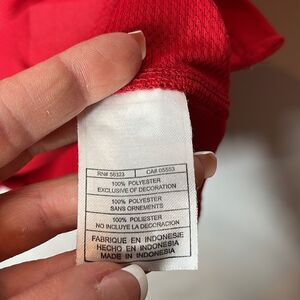 RN# 56323 CA# 05553
100% POLYESTER
EXCLUSIVE OF DECORATION
100% POLYESTER
SANS ORNEMENTS
100% POLIESTER
NO INCLUYE LA DECORACION
FABRIQUE EN INDONESIE
HECHO EN INDONESIA
MADE IN INDONESIA